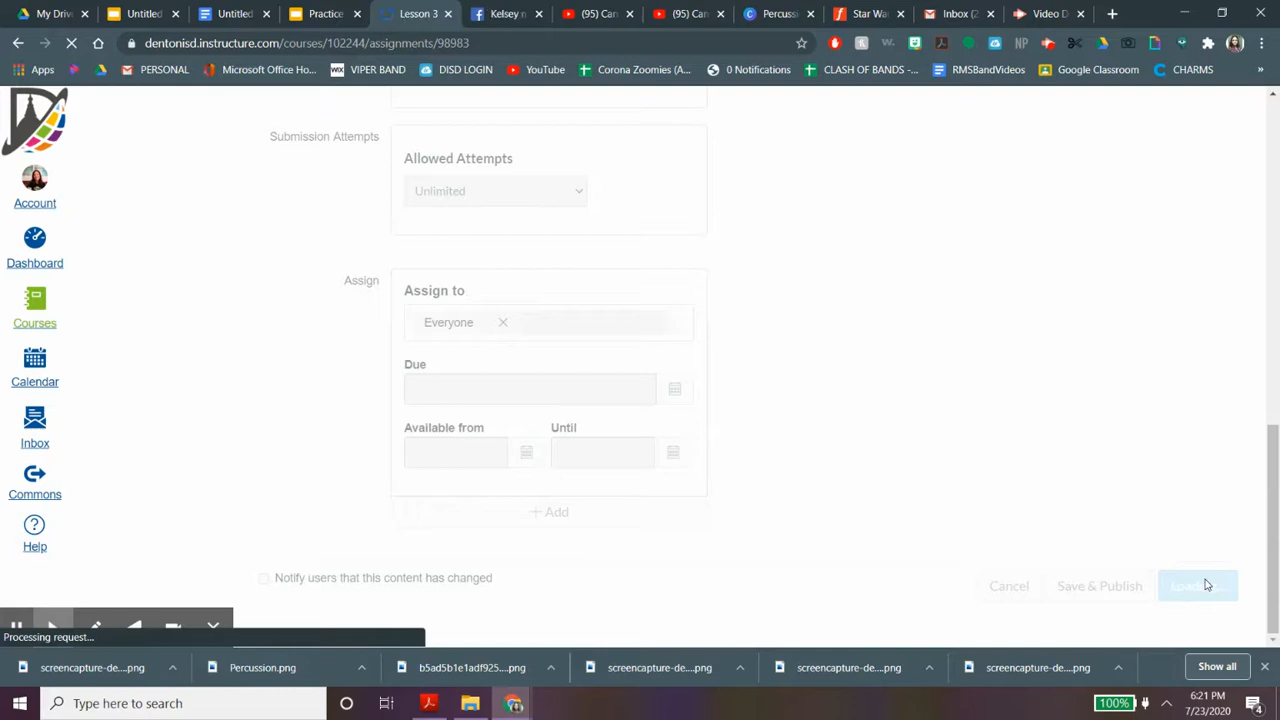 My Drive
Untitled
Untitled
Practice
Lesson 3
Kelsey n
(95) Can
(95) Can
Percussi
Star War
Inbox (2
Video D
dentonisd.instructure.com/courses/102244/assignments/98983
Apps
PERSONAL
Microsoft Office Ho...
WIX
VIPER BAND
DISD LOGIN
YouTube
Corona Zoomies (A...
0 Notifications
CLASH OF BANDS -...
RMSBandVideos
Google Classroom
CHARMS
Account
Dashboard
Courses
Calendar
Inbox
Commons
Help
Submission Attempts
Allowed Attempts
Unlimited
Assign
Assign to
Everyone
Due
Available from
Until
+ Add
Notify users that this content has changed
Cancel
Save & Publish
Processing request...
screencapture-de....png
Percussion.png
b5ad5b1e1adf925....png
screencapture-de....png
screencapture-de....png
screencapture-de....png
Show all
Type here to search
100%
6:21 PM
7/23/2020
4